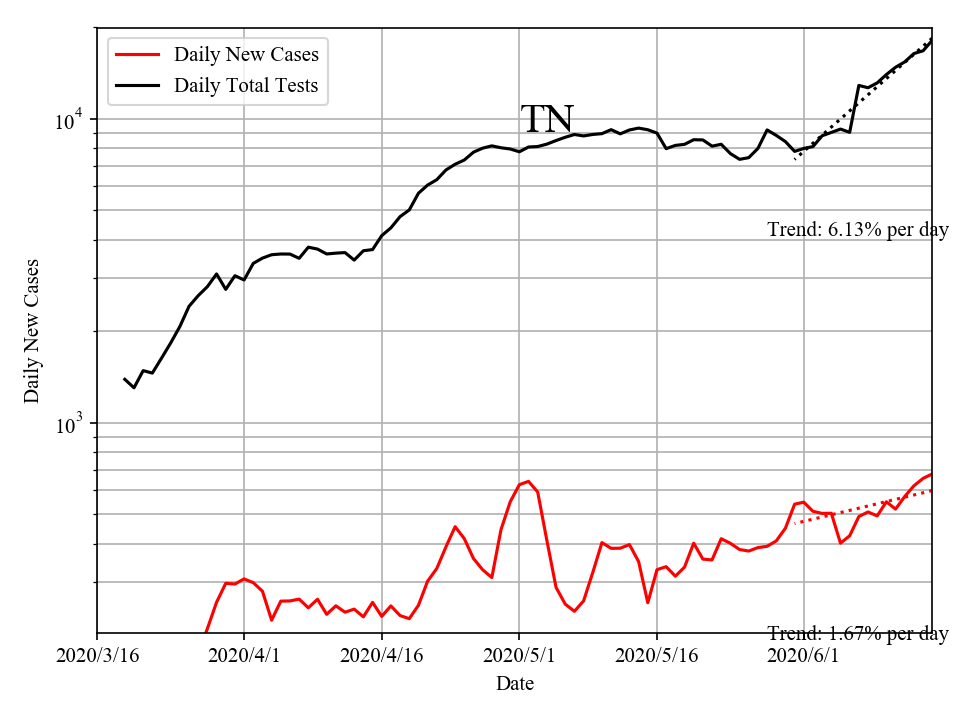 Daily New Cases
Daily Total Tests
TN
10^4
Trend: 6.13% per day
Daily New Cases
10^3
Trend: 1.67% per day
2020/3/16 2020/4/1 2020/4/16 2020/5/1 2020/5/16 2020/6/1
Date